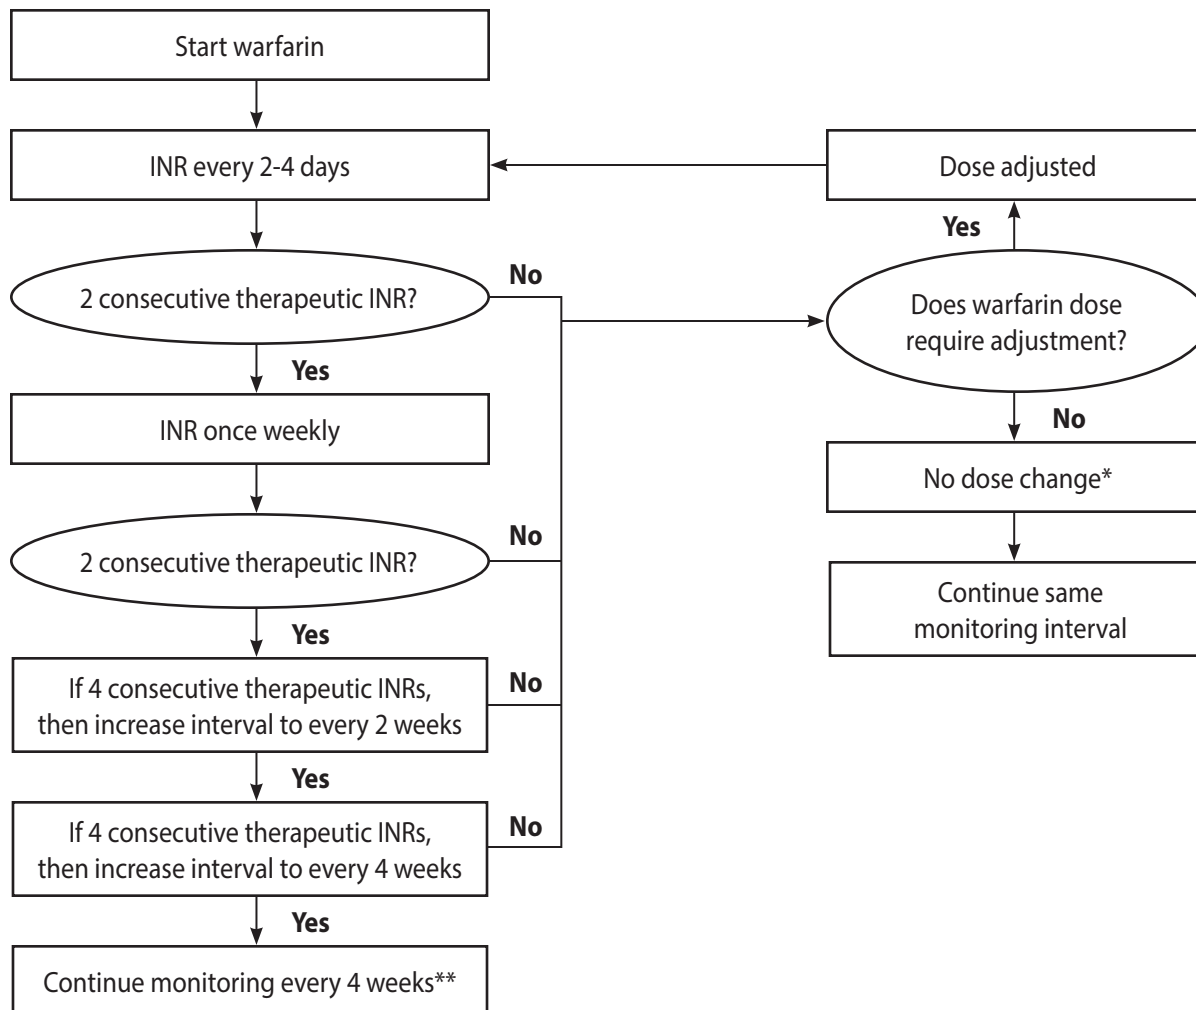 Start warfarin
INR every 2-4 days
2 consecutive therapeutic INR?
No
Yes
INR once weekly
2 consecutive therapeutic INR?
No
Yes
If 4 consecutive therapeutic INRs,
then increase interval to every 2 weeks
No
Yes
If 4 consecutive therapeutic INRs,
then increase interval to every 4 weeks
No
Yes
Continue monitoring every 4 weeks**
Dose adjusted
Yes
Does warfarin dose
require adjustment?
No
No dose change*
Continue same
monitoring interval